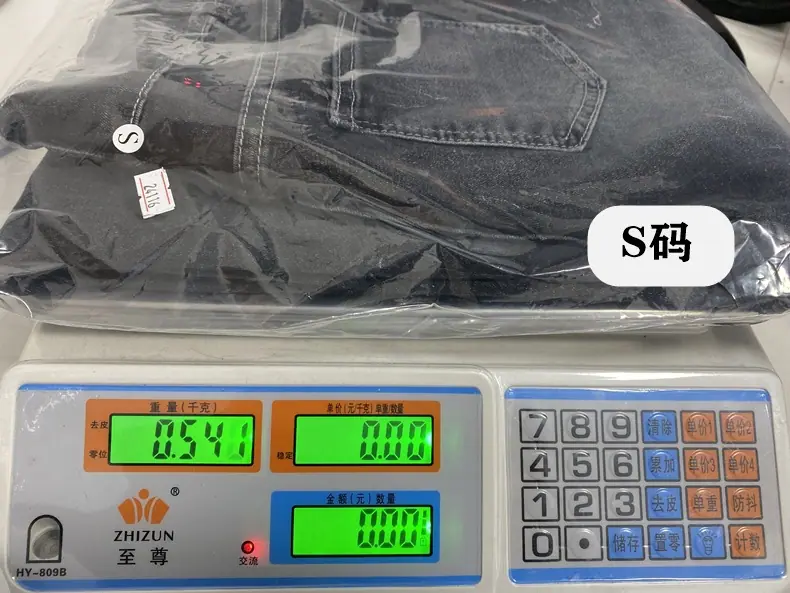 S
24116
S码
重量(千克)
去皮
零位
0.541
单价(元/千克)单重/数量
稳定
0.00
金额(元)数量
0.00
®
ZHIZUN
至尊
交流
HY-809B
7 8 9 清除 单价1 单价2
4 5 6 累加 单价3 单价4
1 2 3 去皮 单重 防抖
0 • 储存 置零 计数